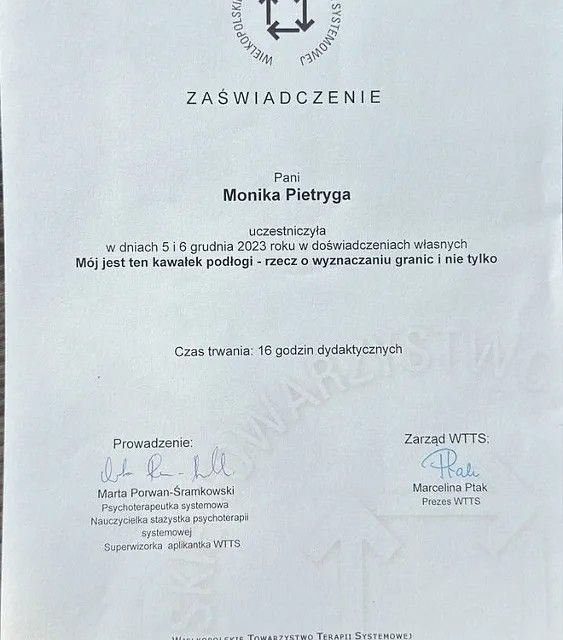 WIELKOPOLSKI
SYSTEMOWEJ
ZAŚWIADCZENIE
Pani
Monika Pietryga
uczestniczyła
w dniach 5 i 6 grudnia 2023 roku w doświadczeniach własnych
Mój jest ten kawałek podłogi - rzecz o wyznaczaniu granic i nie tylko
Czas trwania: 16 godzin dydaktycznych
Prowadzenie:
Marta Porwan-Śramkowski
Psychoterapeutka systemowa
Nauczycielka stażystka psychoterapii
systemowej
Superwizorka aplikantka WTTS
Zarząd WTTS:
Ptak
Marcelina Ptak
Prezes WTTS
WIELKOPOLSKIE TOWARZYSTWO TERAPII SYSTEMOWEJ